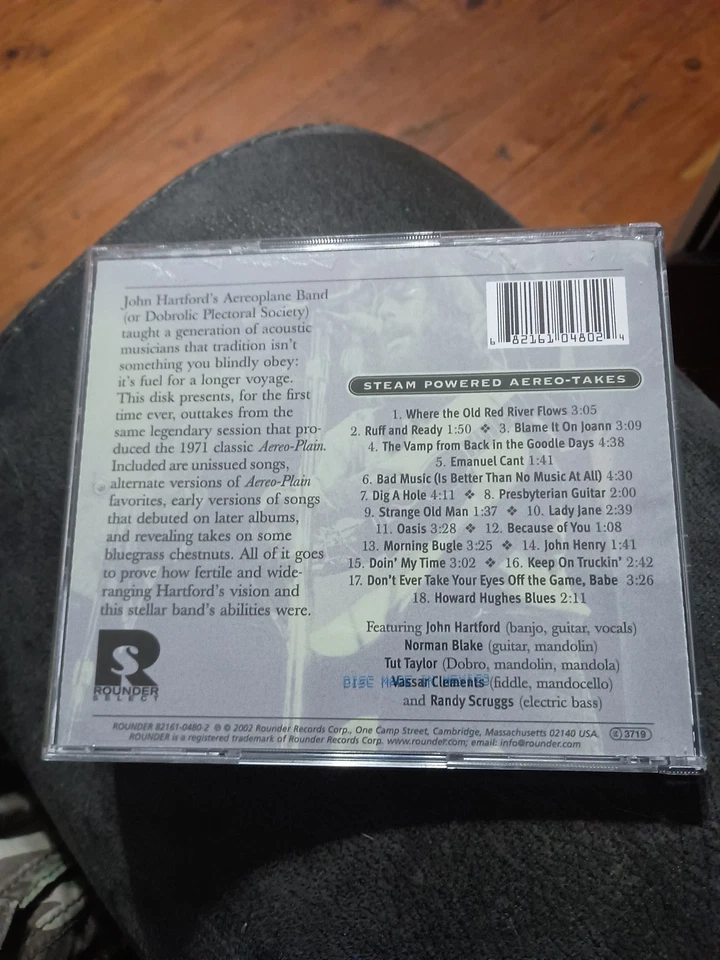 John Hartford's Aereoplane Band
(or Dobrolic Plectoral Society)
taught a generation of acoustic
musicians that tradition isn't
something you blindly obey:
it's fuel for a longer voyage.
This disk presents, for the first
time ever, outtakes from the
same legendary session that pro-
duced the 1971 classic Aereo-Plain.
Included are unissued songs,
alternate versions of Aereo-Plain
favorites, early versions of songs
that debuted on later albums,
and revealing takes on some
bluegrass chestnuts. All of it goes
to prove how fertile and wide-
ranging Hartford's vision and
this stellar band's abilities were.
R
ROUNDER
SELECT
6 82161 04802 4
STEAM POWERED AEREO-TAKES
1. Where the Old Red River Flows 3:05
2. Ruff and Ready 1:50 ❖ 3. Blame It On Joann 3:09
4. The Vamp from Back in the Goodle Days 4:38
5. Emanuel Cant 1:41
6. Bad Music (Is Better Than No Music At All) 4:30
7. Dig A Hole 4:11 ❖ 8. Presbyterian Guitar 2:00
9. Strange Old Man 1:37 ❖ 10. Lady Jane 2:39
11. Oasis 3:28 ❖ 12. Because of You 1:08
13. Morning Bugle 3:25 ❖ 14. John Henry 1:41
15. Doin' My Time 3:02 ❖ 16. Keep On Truckin' 2:42
17. Don't Ever Take Your Eyes Off the Game, Babe 3:26
18. Howard Hughes Blues 2:11
Featuring John Hartford (banjo, guitar, vocals)
Norman Blake (guitar, mandolin)
Tut Taylor (Dobro, mandolin, mandola)
Vassar Clements (fiddle, mandocello)
DISC MADE IN MEXICO
and Randy Scruggs (electric bass)
ROUNDER 82161-0480-2 ℗ © 2002 Rounder Records Corp., One Camp Street, Cambridge, Massachusetts 02140 USA.
ROUNDER is a registered trademark of Rounder Records Corp. www.rounder.com; email: info@rounder.com
3719